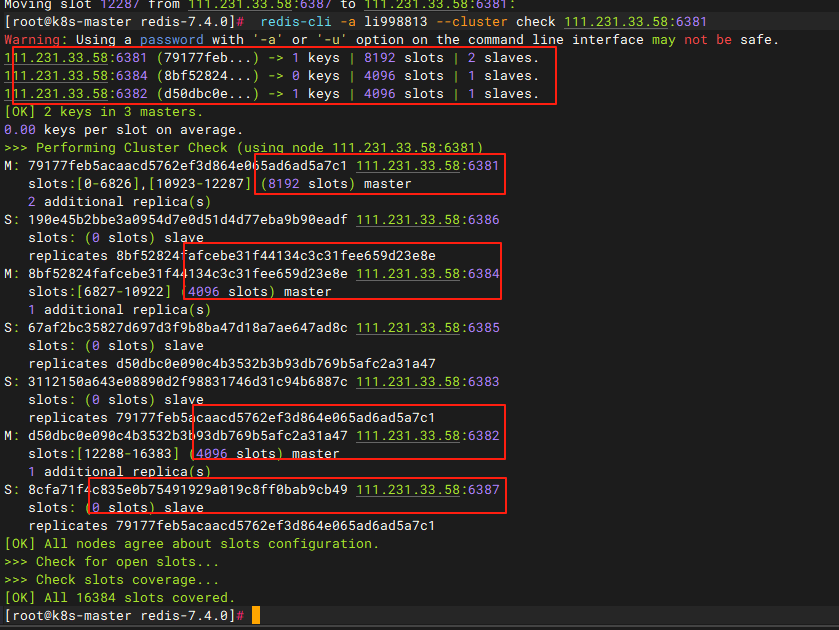 Moving slot 12287 from 111.231.33.58:6387 to 111.231.33.58:6381:
[root@k8s-master redis-7.4.0]#  redis-cli -a li998813 --cluster check 111.231.33.58:6381
Warning: Using a password with '-a' or '-u' option on the command line interface may not be safe.
111.231.33.58:6381 (79177feb...) -> 1 keys | 8192 slots | 2 slaves.
111.231.33.58:6384 (8bf52824...) -> 0 keys | 4096 slots | 1 slaves.
111.231.33.58:6382 (d50dbc0e...) -> 1 keys | 4096 slots | 1 slaves.
[OK] 2 keys in 3 masters.
0.00 keys per slot on average.
>>> Performing Cluster Check (using node 111.231.33.58:6381)
M: 79177feb5acaacd5762ef3d864e065ad6ad5a7c1 111.231.33.58:6381
   slots:[0-6826],[10923-12287] (8192 slots) master
   2 additional replica(s)
S: 190e45b2bbe3a0954d7e0d51d4d77eba9b90eadf 111.231.33.58:6386
   slots: (0 slots) slave
   replicates 8bf52824fafcebe31f44134c3c31fee659d23e8e
M: 8bf52824fafcebe31f44134c3c31fee659d23e8e 111.231.33.58:6384
   slots:[6827-10922] (4096 slots) master
   1 additional replica(s)
S: 67af2bc35827d697d3f9b8ba47d18a7ae647ad8c 111.231.33.58:6385
   slots: (0 slots) slave
   replicates d50dbc0e090c4b3532b3b93db769b5afc2a31a47
S: 3112150a643e08890d2f98831746d31c94b6887c 111.231.33.58:6383
   slots: (0 slots) slave
   replicates 79177feb5acaacd5762ef3d864e065ad6ad5a7c1
M: d50dbc0e090c4b3532b3b93db769b5afc2a31a47 111.231.33.58:6382
   slots:[12288-16383] (4096 slots) master
   1 additional replica(s)
S: 8cfa71f4c835e0b75491929a019c8ff0bab9cb49 111.231.33.58:6387
   slots: (0 slots) slave
   replicates 79177feb5acaacd5762ef3d864e065ad6ad5a7c1
[OK] All nodes agree about slots configuration.
>>> Check for open slots...
>>> Check slots coverage...
[OK] All 16384 slots covered.
[root@k8s-master redis-7.4.0]#